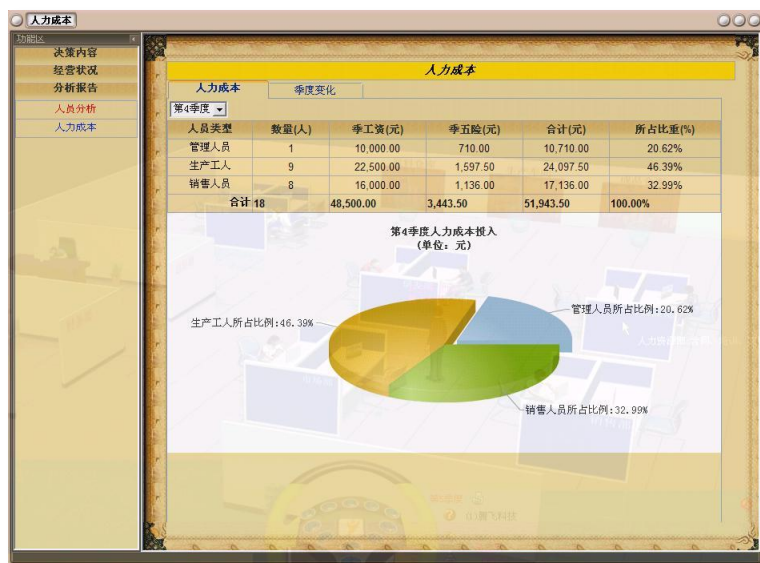 人力成本
功能区
决策内容
经营状况
分析报告
人员分析
人力成本
人力成本
人力成本 季度变化
第4季度
人员类型 数量(人) 季工资(元) 季五险(元) 合计(元) 所占比重(%)
管理人员 1 10,000.00 710.00 10,710.00 20.62%
生产工人 9 22,500.00 1,597.50 24,097.50 46.39%
销售人员 8 16,000.00 1,136.00 17,136.00 32.99%
合计 18 48,500.00 3,443.50 51,943.50 100.00%
第4季度人力成本投入
(单位：元)
管理人员所占比例:20.62%
生产工人所占比例:46.39%
销售人员所占比例:32.99%